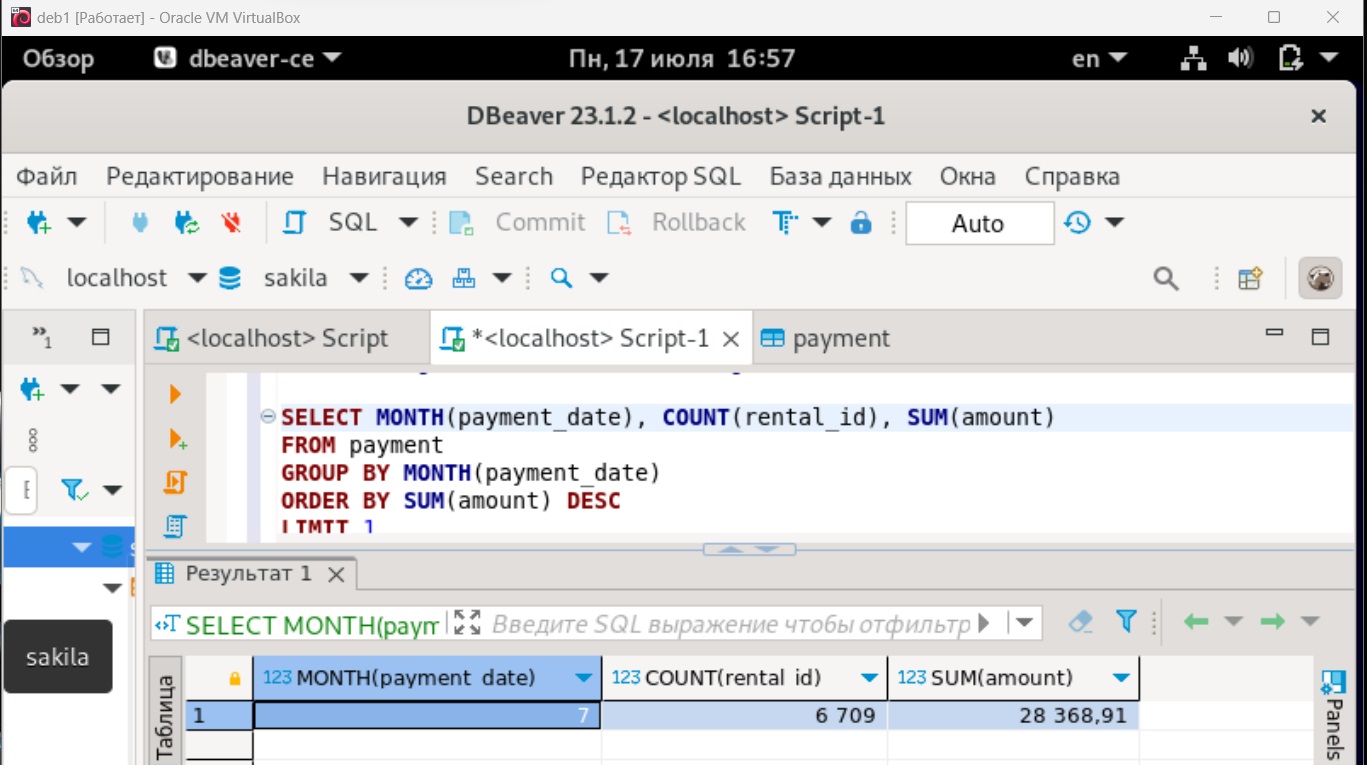 deb1 [Работает] - Oracle VM VirtualBox
Обзор dbeaver-ce Пн, 17 июля 16:57 en
DBeaver 23.1.2 - <localhost> Script-1
Файл Редактирование Навигация Search Редактор SQL База данных Окна Справка
SQL Commit Rollback T Auto
localhost sakila
»1 <localhost> Script *<localhost> Script-1 payment
SELECT MONTH(payment_date), COUNT(rental_id), SUM(amount)
FROM payment
GROUP BY MONTH(payment_date)
ORDER BY SUM(amount) DESC
LIMIT 1
Результат 1
SELECT MONTH(paym Введите SQL выражение чтобы отфильтр
sakila
Таблица
123 MONTH(payment_date) 123 COUNT(rental_id) 123 SUM(amount)
1 7 6 709 28 368,91
Panels